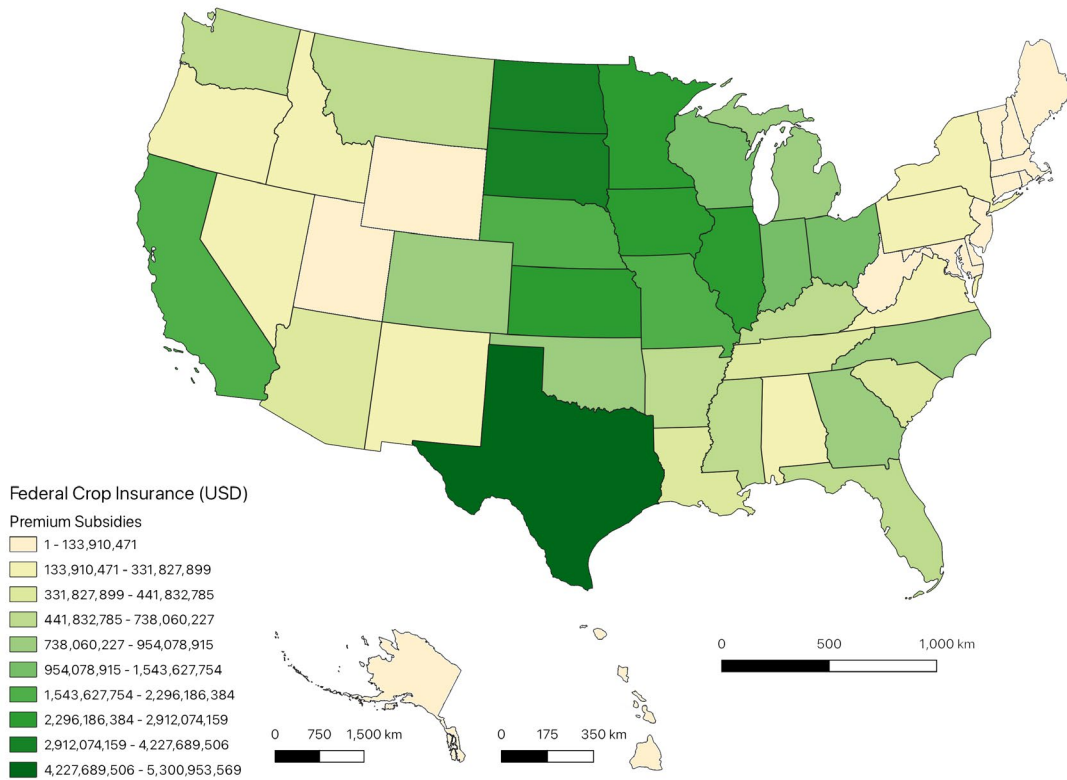 Federal Crop Insurance (USD)
Premium Subsidies
1 - 133,910,471
133,910,471 - 331,827,899
331,827,899 - 441,832,785
441,832,785 - 738,060,227
738,060,227 - 954,078,915
954,078,915 - 1,543,627,754
1,543,627,754 - 2,296,186,384
2,296,186,384 - 2,912,074,159
2,912,074,159 - 4,227,689,506
4,227,689,506 - 5,300,953,569
0 750 1,500 km
0 175 350 km
0 500 1,000 km